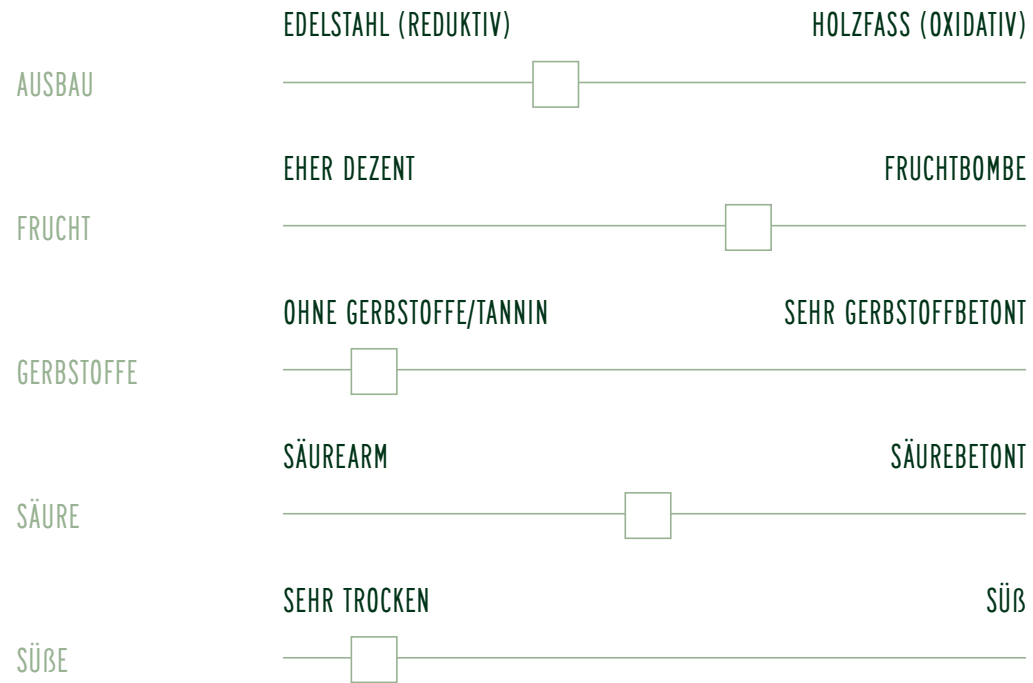 EDELSTAHL (REDUKTIV) HOLZFASS (OXIDATIV)
AUSBAU
EHER DEZENT FRUCHTBOMBE
FRUCHT
OHNE GERBSTOFFE/TANNIN SEHR GERBSTOFFBETONT
GERBSTOFFE
SÄUREARM SÄUREBETONT
SÄURE
SEHR TROCKEN SÜß
SÜßE